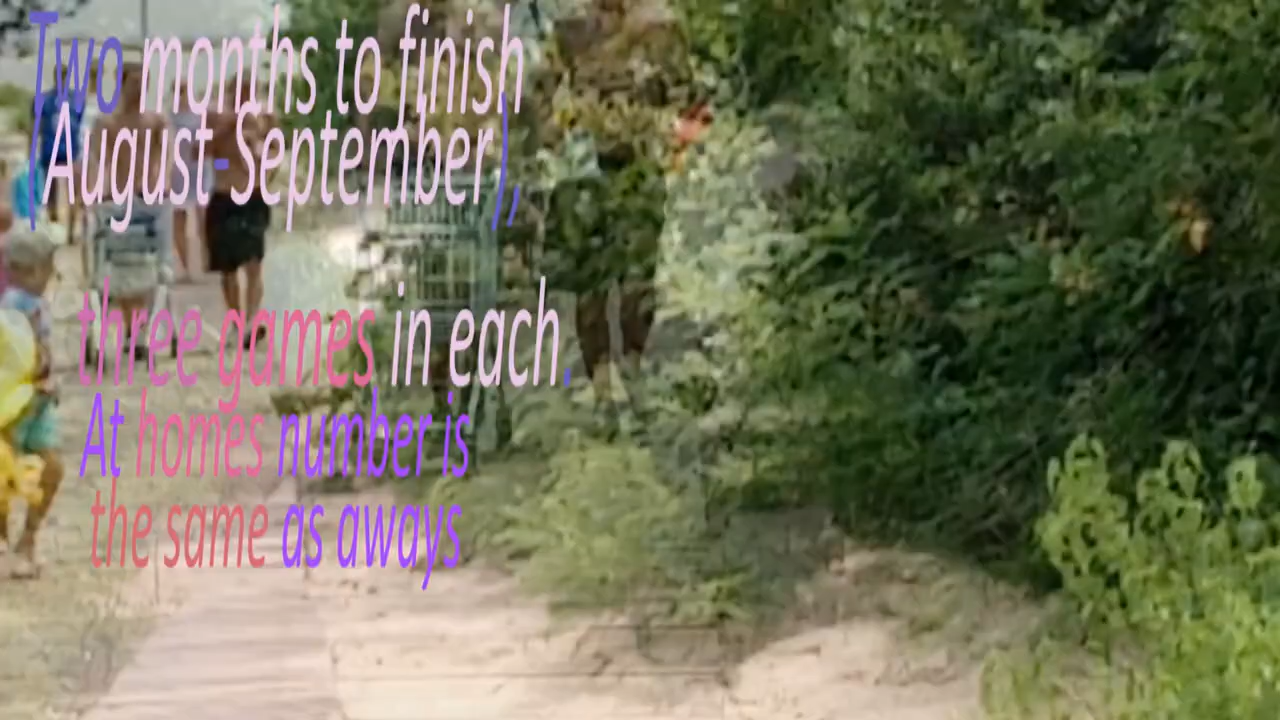 Two months to finish
(August-September),
three games in each.
At homes number is
the same as aways